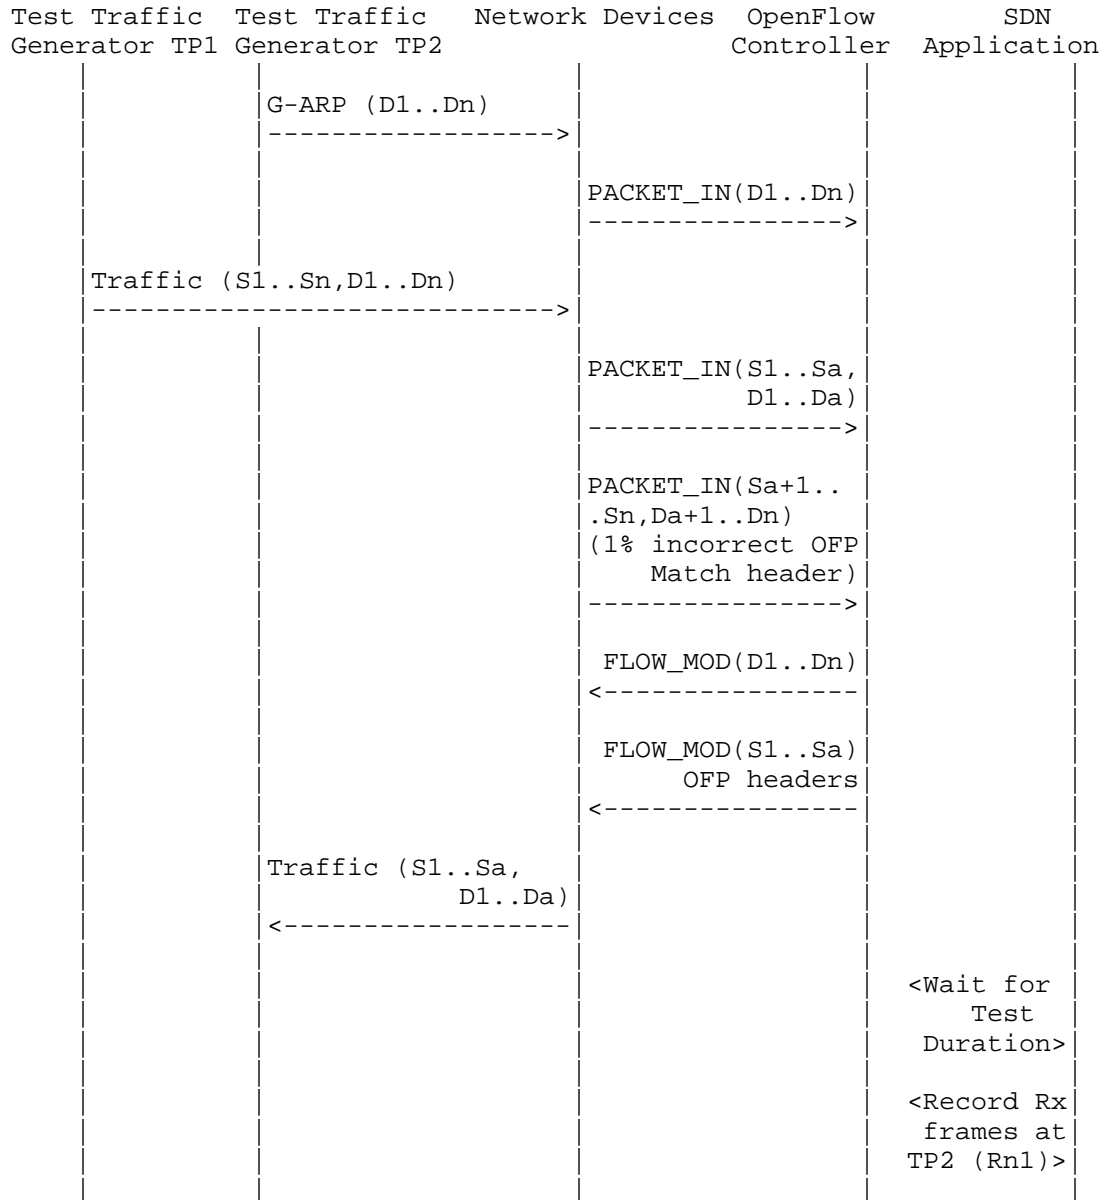 Test Traffic  Test Traffic   Network Devices  OpenFlow        SDN
Generator TP1 Generator TP2                  Controller  Application
G-ARP (D1..Dn)
------------------>
PACKET_IN(D1..Dn)
---------------->
Traffic (S1..Sn,D1..Dn)
----------------------------->
PACKET_IN(S1..Sa,
D1..Da)
---------------->
PACKET_IN(Sa+1..
.Sn,Da+1..Dn)
(1% incorrect OFP
Match header)
---------------->
FLOW_MOD(D1..Dn)
<----------------
FLOW_MOD(S1..Sa)
OFP headers
<----------------
Traffic (S1..Sa,
D1..Da)
<------------------
<Wait for
Test
Duration>
<Record Rx
frames at
TP2 (Rn1)>